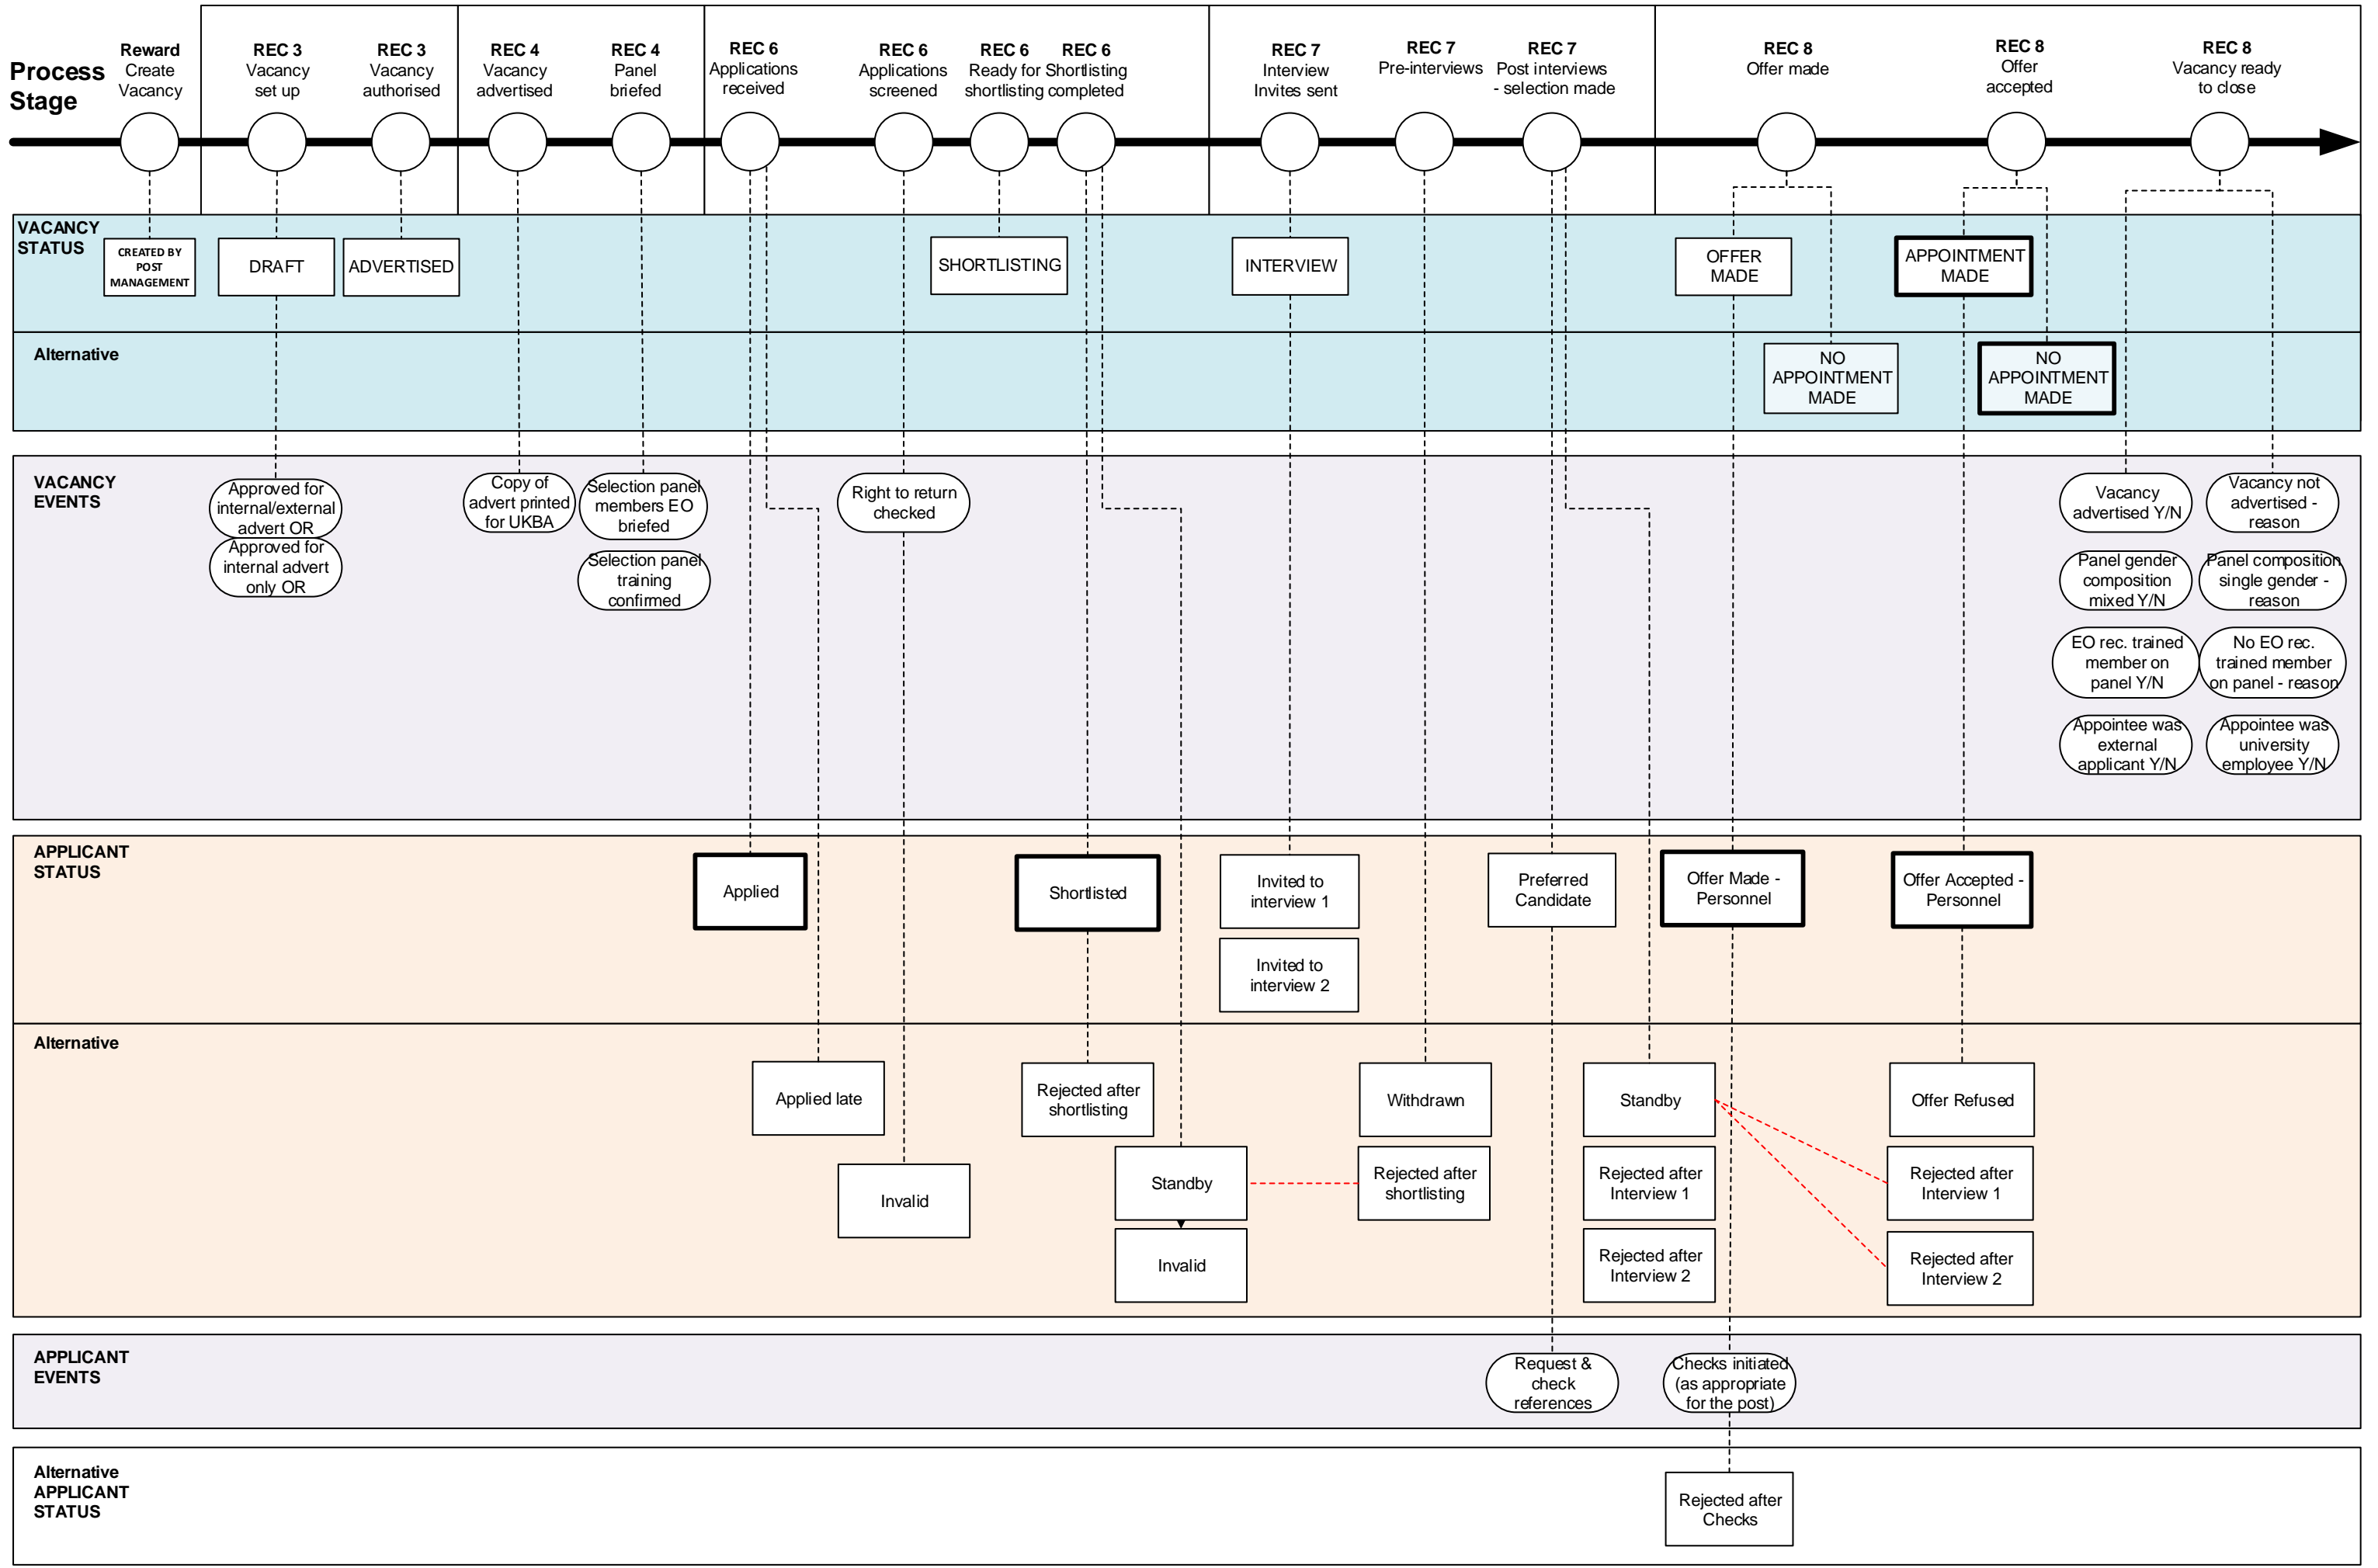 Process
Stage
Reward
Create
Vacancy
REC 3
Vacancy
set up
REC 3
Vacancy
authorised
REC 4
Vacancy
advertised
REC 4
Panel
briefed
REC 6
Applications
received
REC 6
Applications
screened
REC 6
Ready for
shortlisting
REC 6
Shortlisting
completed
REC 7
Interview
Invites sent
REC 7
Pre-interviews
REC 7
Post interviews
- selection made
REC 8
Offer made
REC 8
Offer
accepted
REC 8
Vacancy ready
to close
VACANCY
STATUS
CREATED BY
POST
MANAGEMENT
DRAFT
ADVERTISED
SHORTLISTING
INTERVIEW
OFFER
MADE
APPOINTMENT
MADE
Alternative
NO
APPOINTMENT
MADE
NO
APPOINTMENT
MADE
VACANCY
EVENTS
Approved for
internal/external
advert OR
Approved for
internal advert
only OR
Copy of
advert printed
for UKBA
Selection panel
members EO
briefed
Selection panel
training
confirmed
Right to return
checked
Vacancy
advertised Y/N
Vacancy not
advertised -
reason
Panel gender
composition
mixed Y/N
Panel composition
single gender -
reason
EO rec. trained
member on
panel Y/N
No EO rec.
trained member
on panel - reason
Appointee was
external
applicant Y/N
Appointee was
university
employee Y/N
APPLICANT
STATUS
Applied
Shortlisted
Invited to
interview 1
Invited to
interview 2
Preferred
Candidate
Offer Made -
Personnel
Offer Accepted -
Personnel
Alternative
Applied late
Invalid
Rejected after
shortlisting
Standby
Invalid
Withdrawn
Rejected after
shortlisting
Standby
Rejected after
Interview 1
Rejected after
Interview 2
Offer Refused
Rejected after
Interview 1
Rejected after
Interview 2
APPLICANT
EVENTS
Request &
check
references
Checks initiated
(as appropriate
for the post)
Alternative
APPLICANT
STATUS
Rejected after
Checks